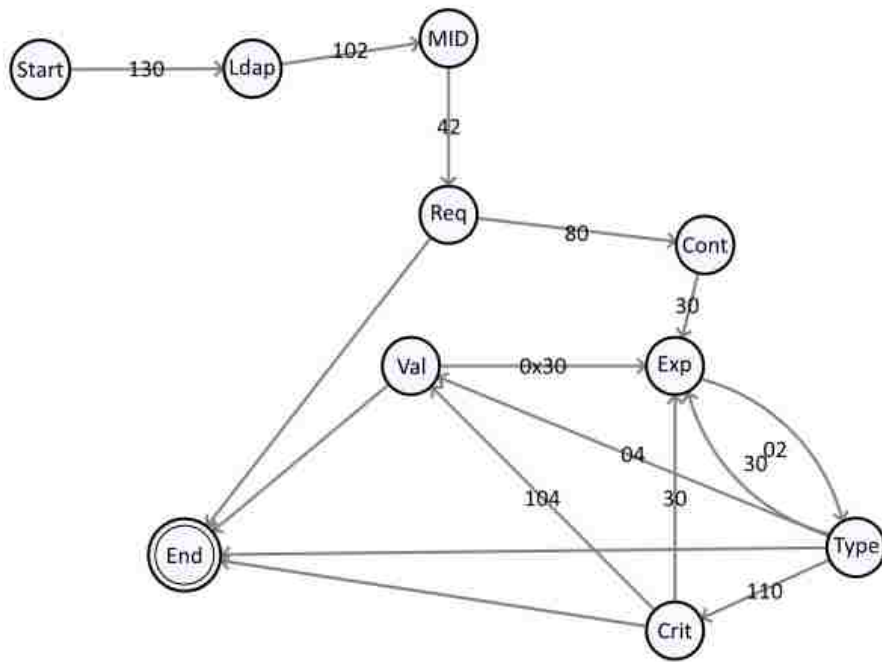 MID
Start
130
Ldap
102
42
Req
80
Cont
30
Val
0x30
Exp
04
30
02
104
30
End
Type
110
Crit